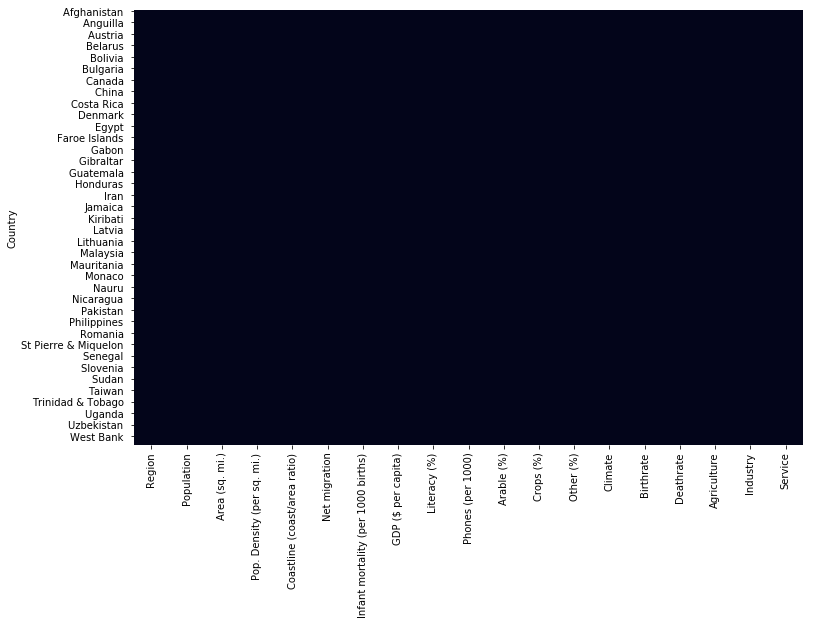 Country
Afghanistan
Anguilla
Austria
Belarus
Bolivia
Bulgaria
Canada
China
Costa Rica
Denmark
Egypt
Faroe Islands
Gabon
Gibraltar
Guatemala
Honduras
Iran
Jamaica
Kiribati
Latvia
Lithuania
Malaysia
Mauritania
Monaco
Nauru
Nicaragua
Pakistan
Philippines
Romania
St Pierre & Miquelon
Senegal
Slovenia
Sudan
Taiwan
Trinidad & Tobago
Uganda
Uzbekistan
West Bank
Region
Population
Area (sq. mi.)
Pop. Density (per sq. mi.)
Coastline (coast/area ratio)
Net migration
Infant mortality (per 1000 births)
GDP ($ per capita)
Literacy (%)
Phones (per 1000)
Arable (%)
Crops (%)
Other (%)
Climate
Birthrate
Deathrate
Agriculture
Industry
Service